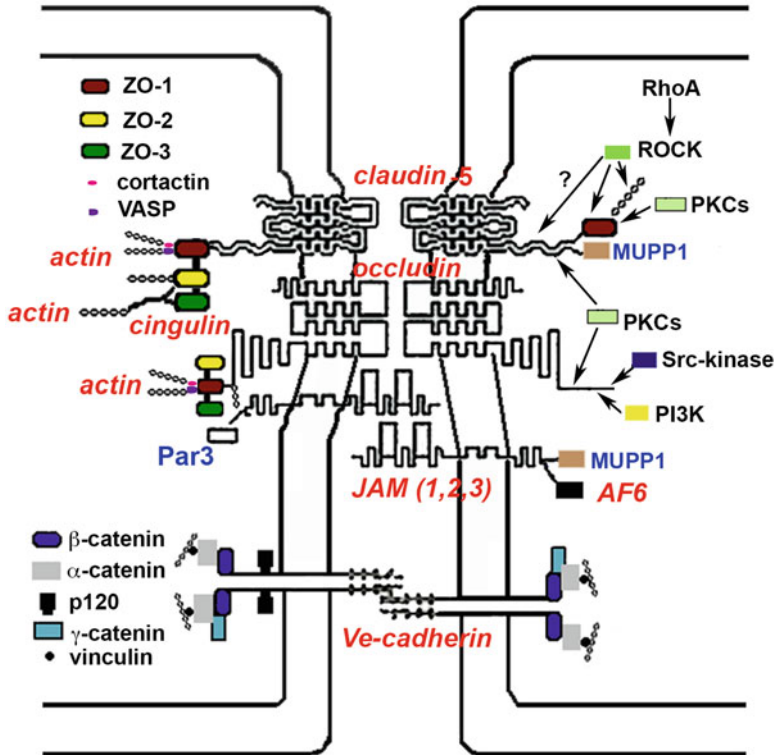 ZO-1
ZO-2
ZO-3
cortactin
VASP
RhoA
ROCK
?
PKCs
claudin-5
MUPP1
actin
occludin
actin
cingulin
PKCs
Src-kinase
actin
PI3K
Par3
MUPP1
JAM (1,2,3)
AF6
β-catenin
α-catenin
p120
γ-catenin
vinculin
Ve-cadherin